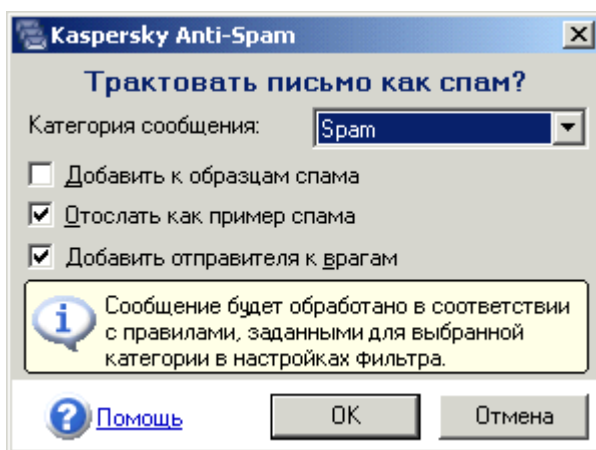 Kaspersky Anti-Spam
Трактовать письмо как спам?
Категория сообщения: Spam
Добавить к образцам спама
Отослать как пример спама
Добавить отправителя к врагам
Сообщение будет обработано в соответствии
с правилами, заданными для выбранной
категории в настройках фильтра.
Помощь OK Отмена